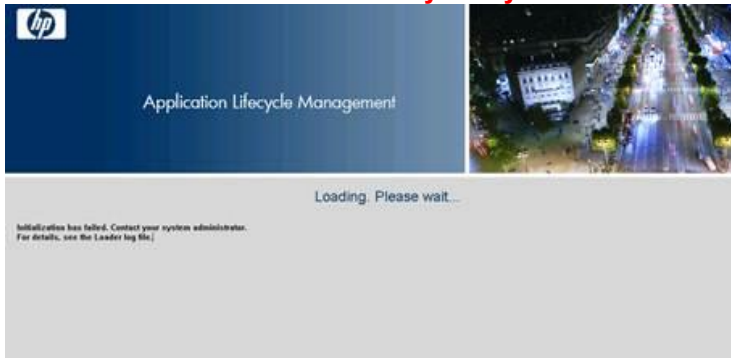 hp
Application Lifecycle Management
Loading. Please wait...
Initialization has failed. Contact your system administrator.
For details, see the Loader log file.